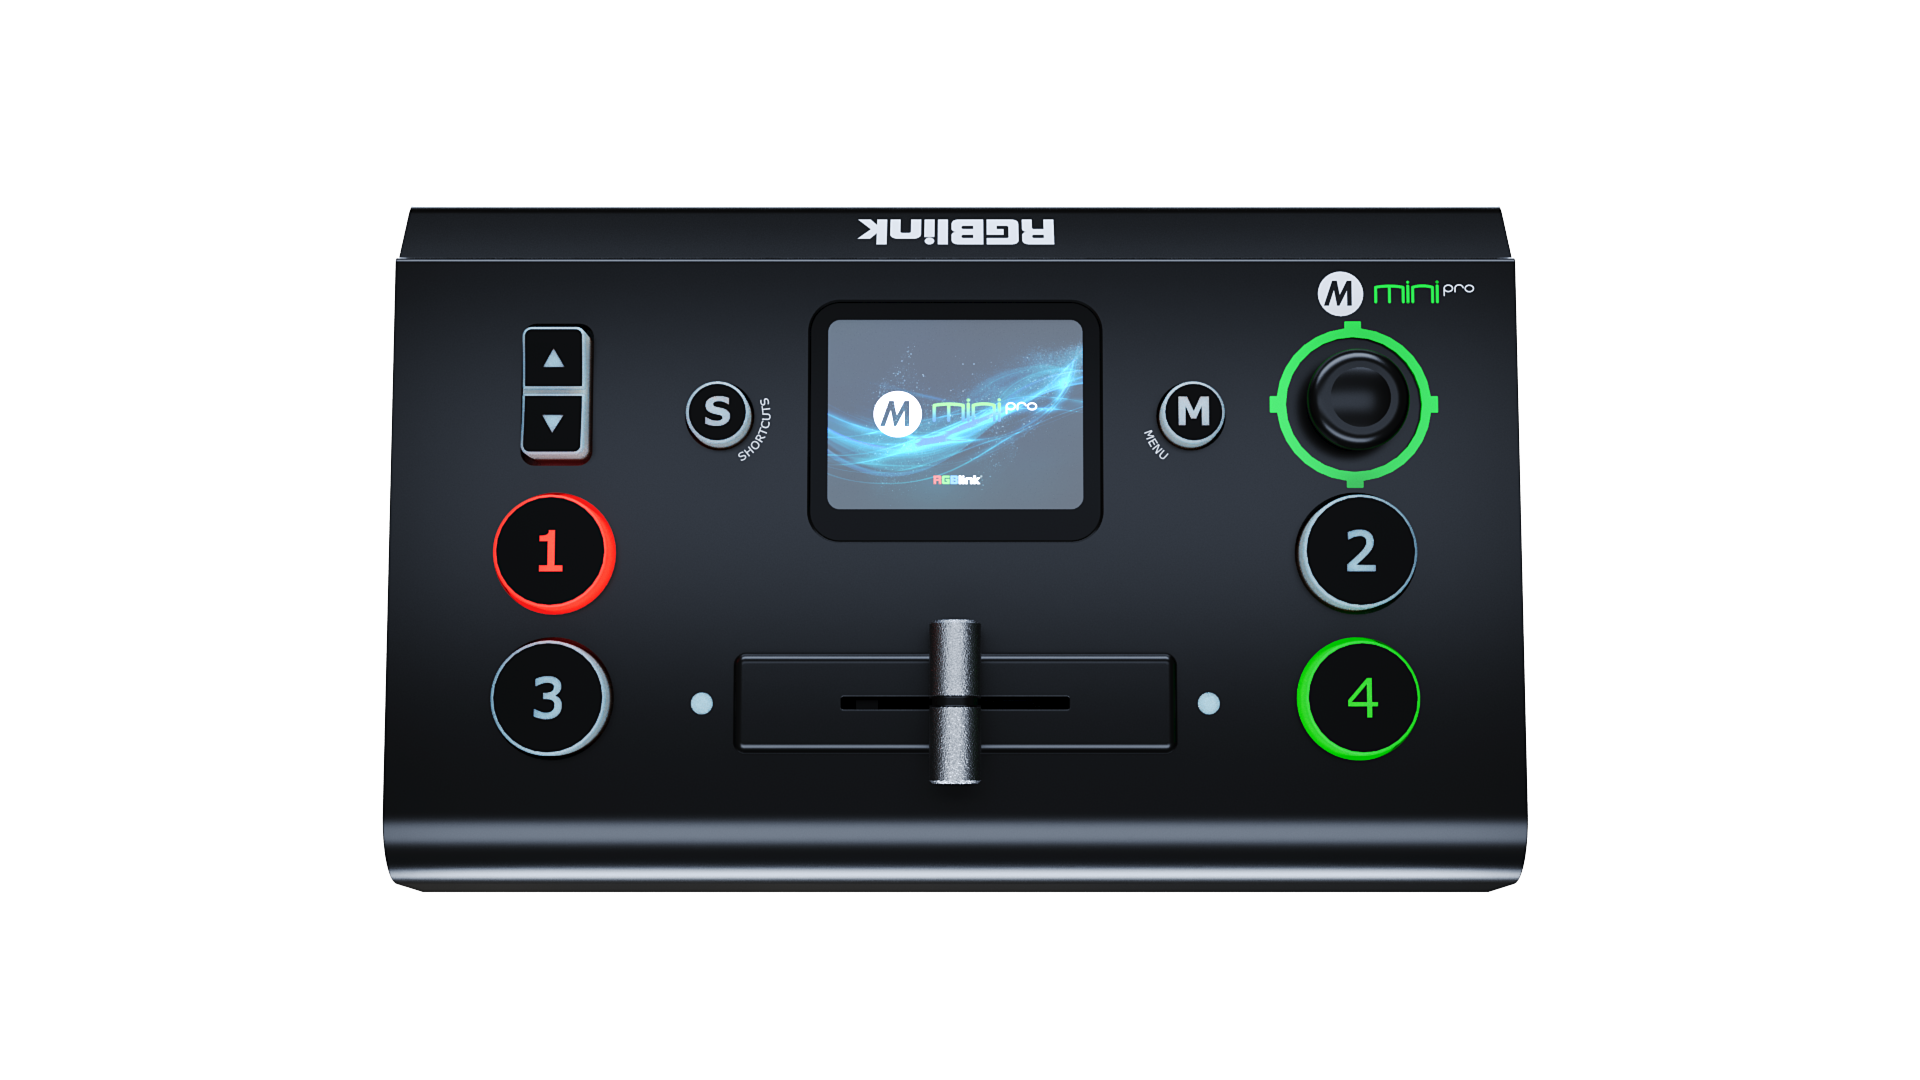 RGBlink
M mini pro
S
SHORTCUTS
M mini pro
RGBlink
M
MENU
1
2
3
4